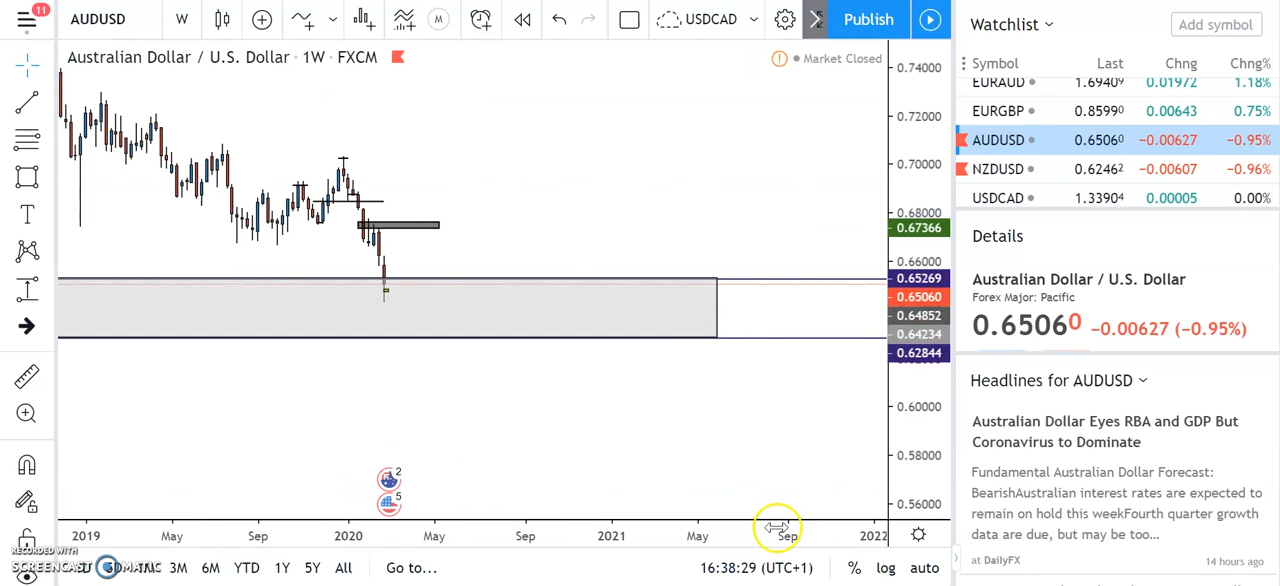 11
AUDUSD
W
M
USDCAD
Publish
Australian Dollar / U.S. Dollar · 1W · FXCM
Market Closed
0.74000
0.72000
0.70000
0.68000
0.67366
0.66000
0.65269
0.65060
0.64852
0.64234
0.62844
0.60000
0.58000
0.56000
2
5
2019
May
Sep
2020
May
Sep
2021
May
Sep
2022
3M
6M
YTD
1Y
5Y
All
Go to...
16:38:29 (UTC+1)
%
log
auto
RECORDED WITH
SCREENCAST MATIC
Watchlist
Add symbol
Symbol Last Chng Chng%
EURAUD 1.69409 0.01972 1.18%
EURGBP 0.85990 0.00643 0.75%
AUDUSD 0.65060 −0.00627 −0.95%
NZDUSD 0.62462 −0.00607 −0.96%
USDCAD 1.33904 0.00005 0.00%
Details
Australian Dollar / U.S. Dollar
Forex Major: Pacific
0.65060 −0.00627 (−0.95%)
Headlines for AUDUSD
Australian Dollar Eyes RBA and GDP But
Coronavirus to Dominate
Fundamental Australian Dollar Forecast:
BearishAustralian interest rates are expected to
remain on hold this weekFourth quarter growth
data are due, but may be too...
at DailyFX
14 hours ago